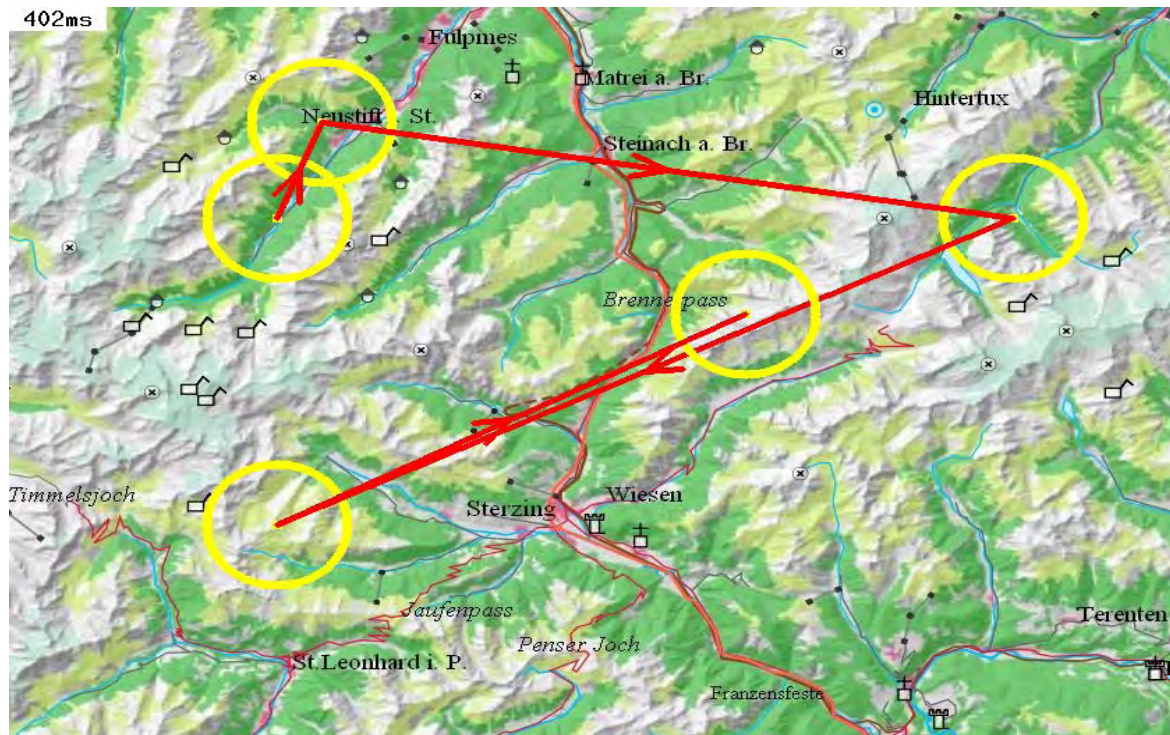 402ms
Fulpmes
Matrei a. Br.
Hintertux
Neustift St.
Steinach a. Br.
Brennerpass
Timmelsjoch
Wiesen
Sterzing
Jaufenpass
Terenten
Penser Joch
St.Leonhard i. P.
Franzensfeste